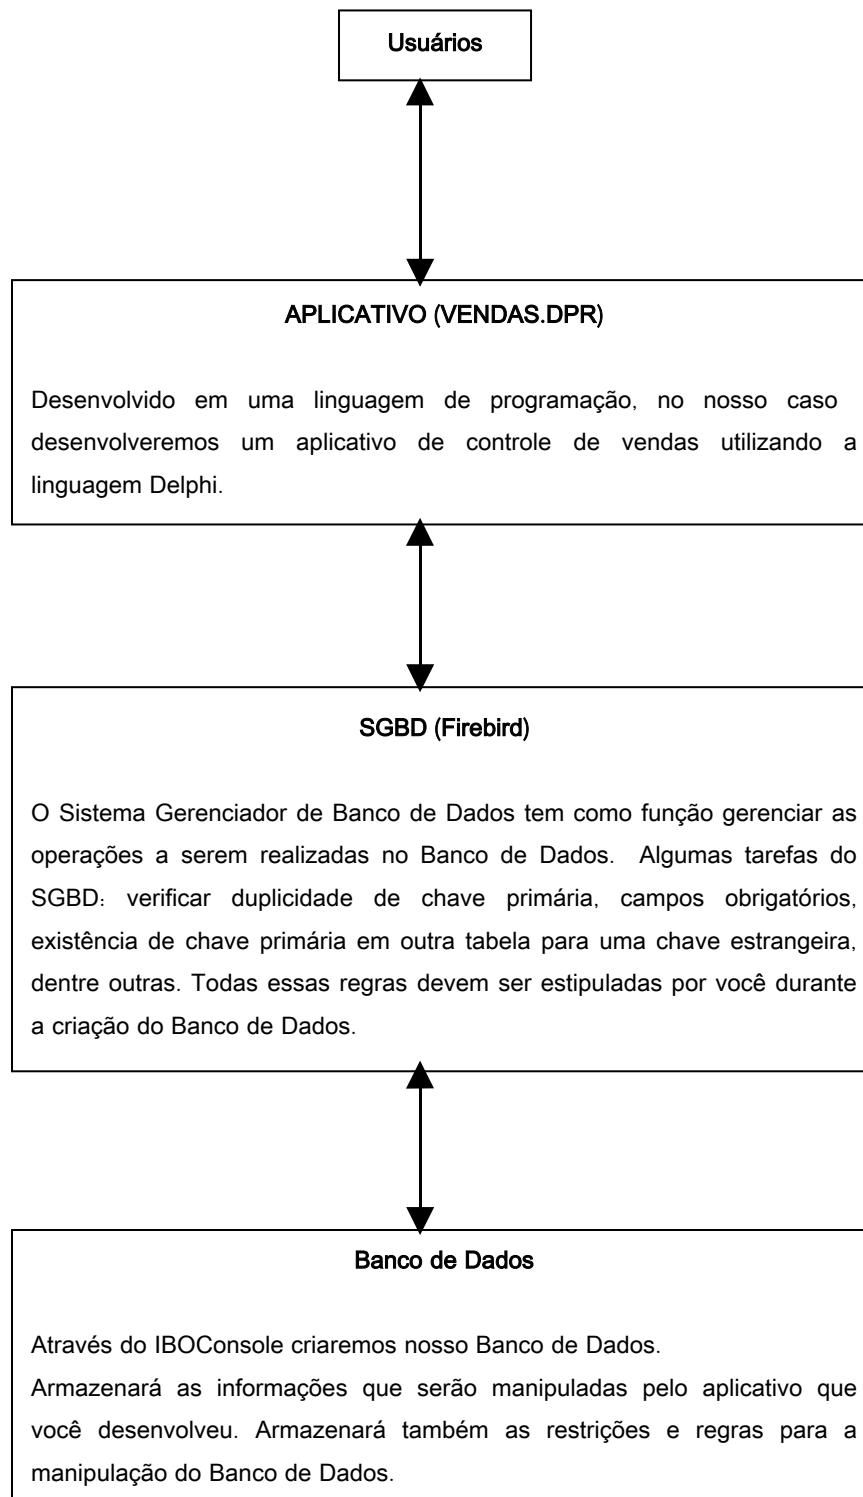 Usuários
APLICATIVO (VENDAS.DPR)
Desenvolvido em uma linguagem de programação, no nosso caso
desenvolveremos um aplicativo de controle de vendas utilizando a
linguagem Delphi.
SGBD (Firebird)
O Sistema Gerenciador de Banco de Dados tem como função gerenciar as
operações a serem realizadas no Banco de Dados. Algumas tarefas do
SGBD: verificar duplicidade de chave primária, campos obrigatórios,
existência de chave primária em outra tabela para uma chave estrangeira,
dentre outras. Todas essas regras devem ser estipuladas por você durante
a criação do Banco de Dados.
Banco de Dados
Através do IBOConsole criaremos nosso Banco de Dados.
Armazenará as informações que serão manipuladas pelo aplicativo que
você desenvolveu. Armazenará também as restrições e regras para a
manipulação do Banco de Dados.